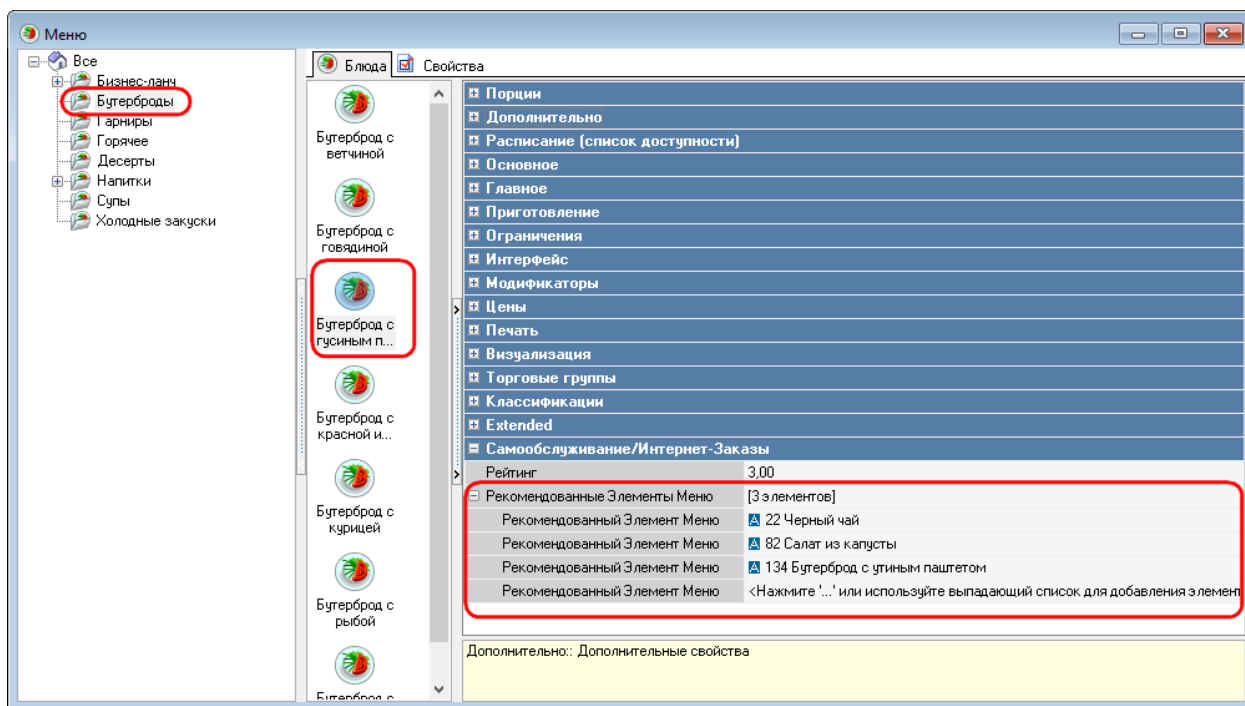 Меню
Все
Бизнес-ланч
Бутерброды
Гарниры
Горячее
Десерты
Напитки
Супы
Холодные закуски
Блюда
Свойства
Бутерброд с
ветчиной
Бутерброд с
говядиной
Бутерброд с
гусиным п...
Бутерброд с
красной и...
Бутерброд с
курицей
Бутерброд с
рыбой
Бутерброд с
Порции
Дополнительно
Расписание (список доступности)
Основное
Главное
Приготовление
Ограничения
Интерфейс
Модификаторы
Цены
Печать
Визуализация
Торговые группы
Классификации
Extended
Самообслуживание/Интернет-Заказы
Рейтинг 3,00
Рекомендованные Элементы Меню [3 элементов]
Рекомендованный Элемент Меню A 22 Черный чай
Рекомендованный Элемент Меню A 82 Салат из капусты
Рекомендованный Элемент Меню A 134 Бутерброд с утиным паштетом
Рекомендованный Элемент Меню <Нажмите '...' или используйте выпадающий список для добавления элемент
Дополнительно:: Дополнительные свойства